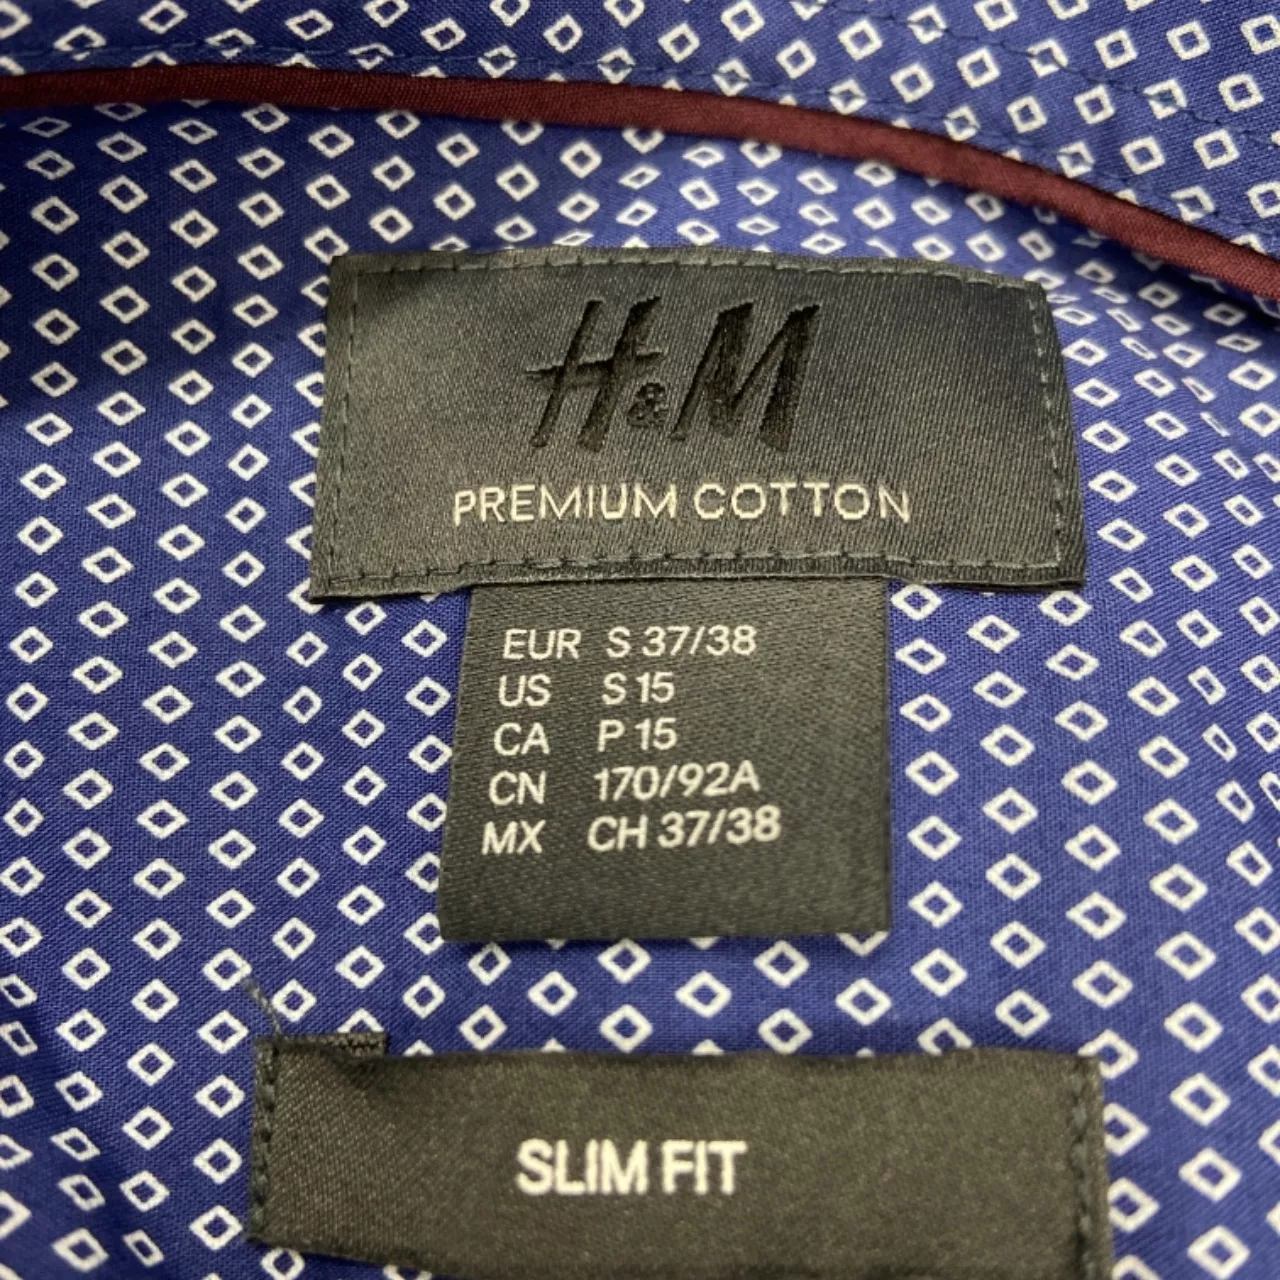 H&M
PREMIUM COTTON
EUR S 37/38
US S 15
CA P 15
CN 170/92A
MX CH 37/38
SLIM FIT